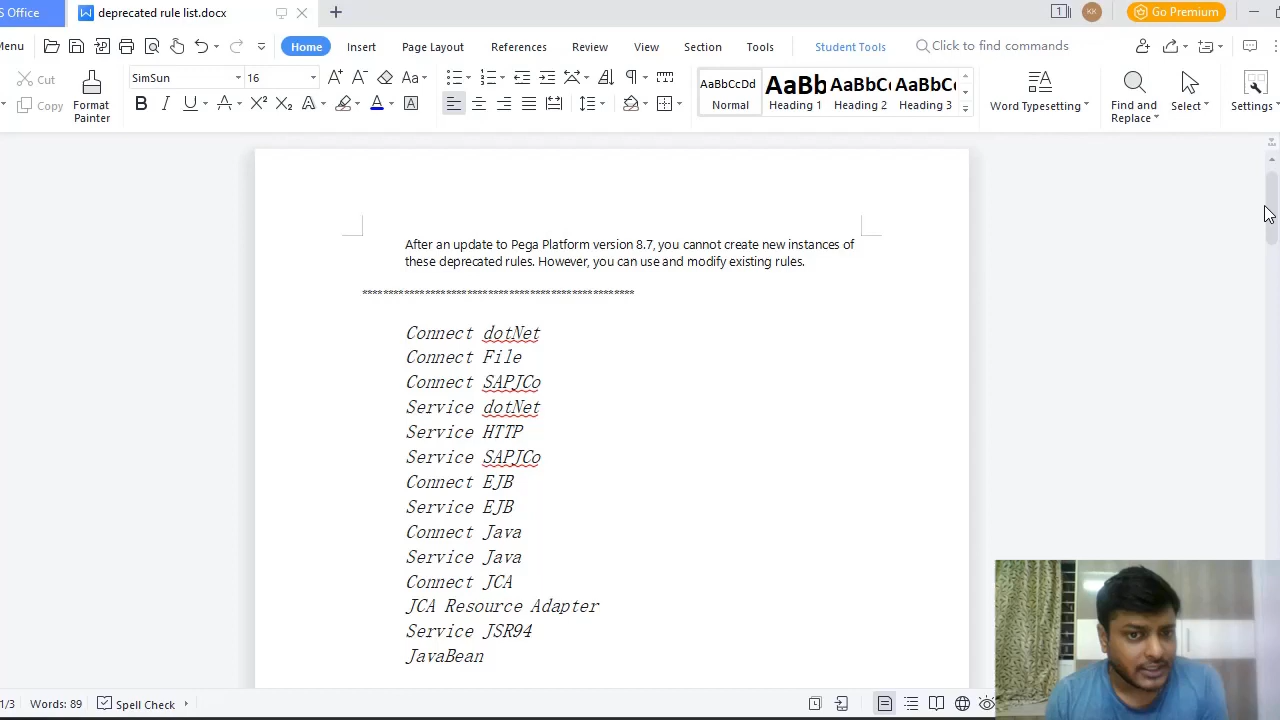 S Office
deprecated rule list.docx
KK
Go Premium
Menu
Home
Insert
Page Layout
References
Review
View
Section
Tools
Student Tools
Click to find commands
Cut
Copy
Format
Painter
SimSun
16
AaBbCcDd
Normal
AaBb
Heading 1
AaBbC
Heading 2
AaBbC
Heading 3
Word Typesetting
Find and
Replace
Select
Settings
After an update to Pega Platform version 8.7, you cannot create new instances of
these deprecated rules. However, you can use and modify existing rules.
Connect dotNet
Connect File
Connect SAPJCo
Service dotNet
Service HTTP
Service SAPJCo
Connect EJB
Service EJB
Connect Java
Service Java
Connect JCA
JCA Resource Adapter
Service JSR94
JavaBean
1/3
Words: 89
Spell Check